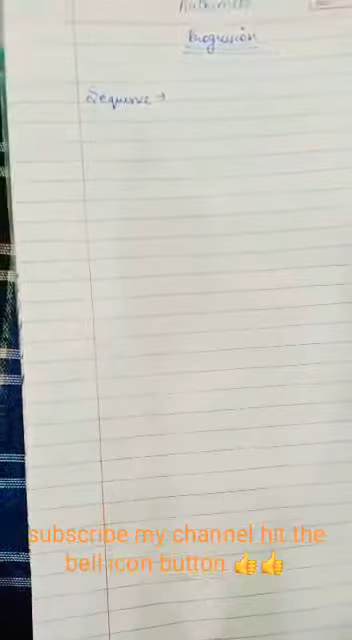 Progression
Sequence →
subscribe my channel hit the
bell icon button 👍👍